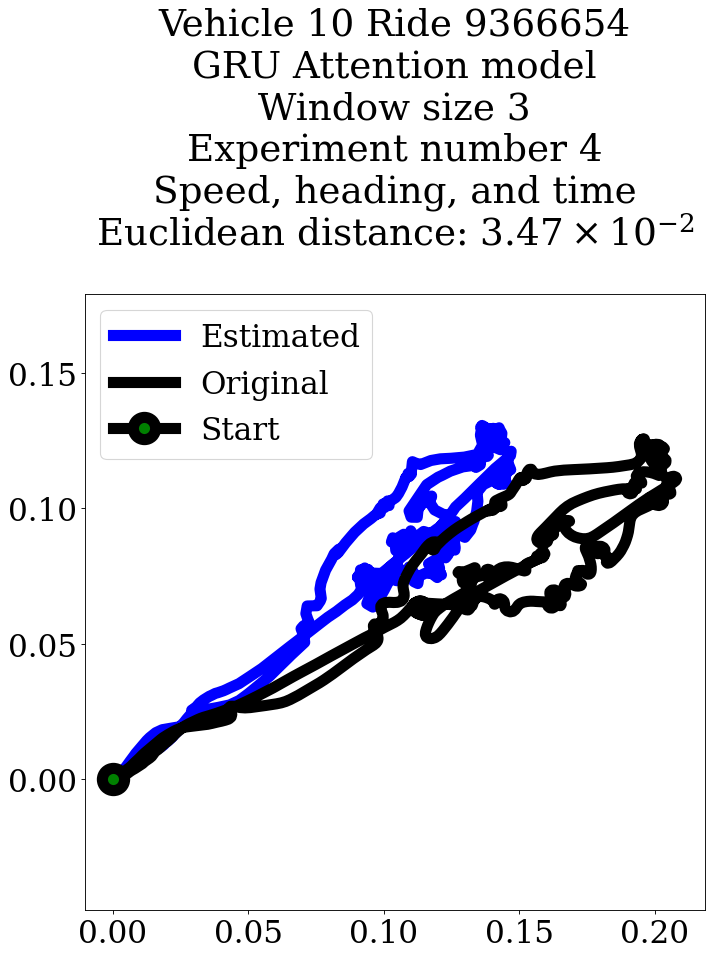 Vehicle 10 Ride 9366654
GRU Attention model
Window size 3
Experiment number 4
Speed, heading, and time
Euclidean distance: 3.47 × 10⁻²
Estimated
Original
Start
0.15
0.10
0.05
0.00
0.00 0.05 0.10 0.15 0.20